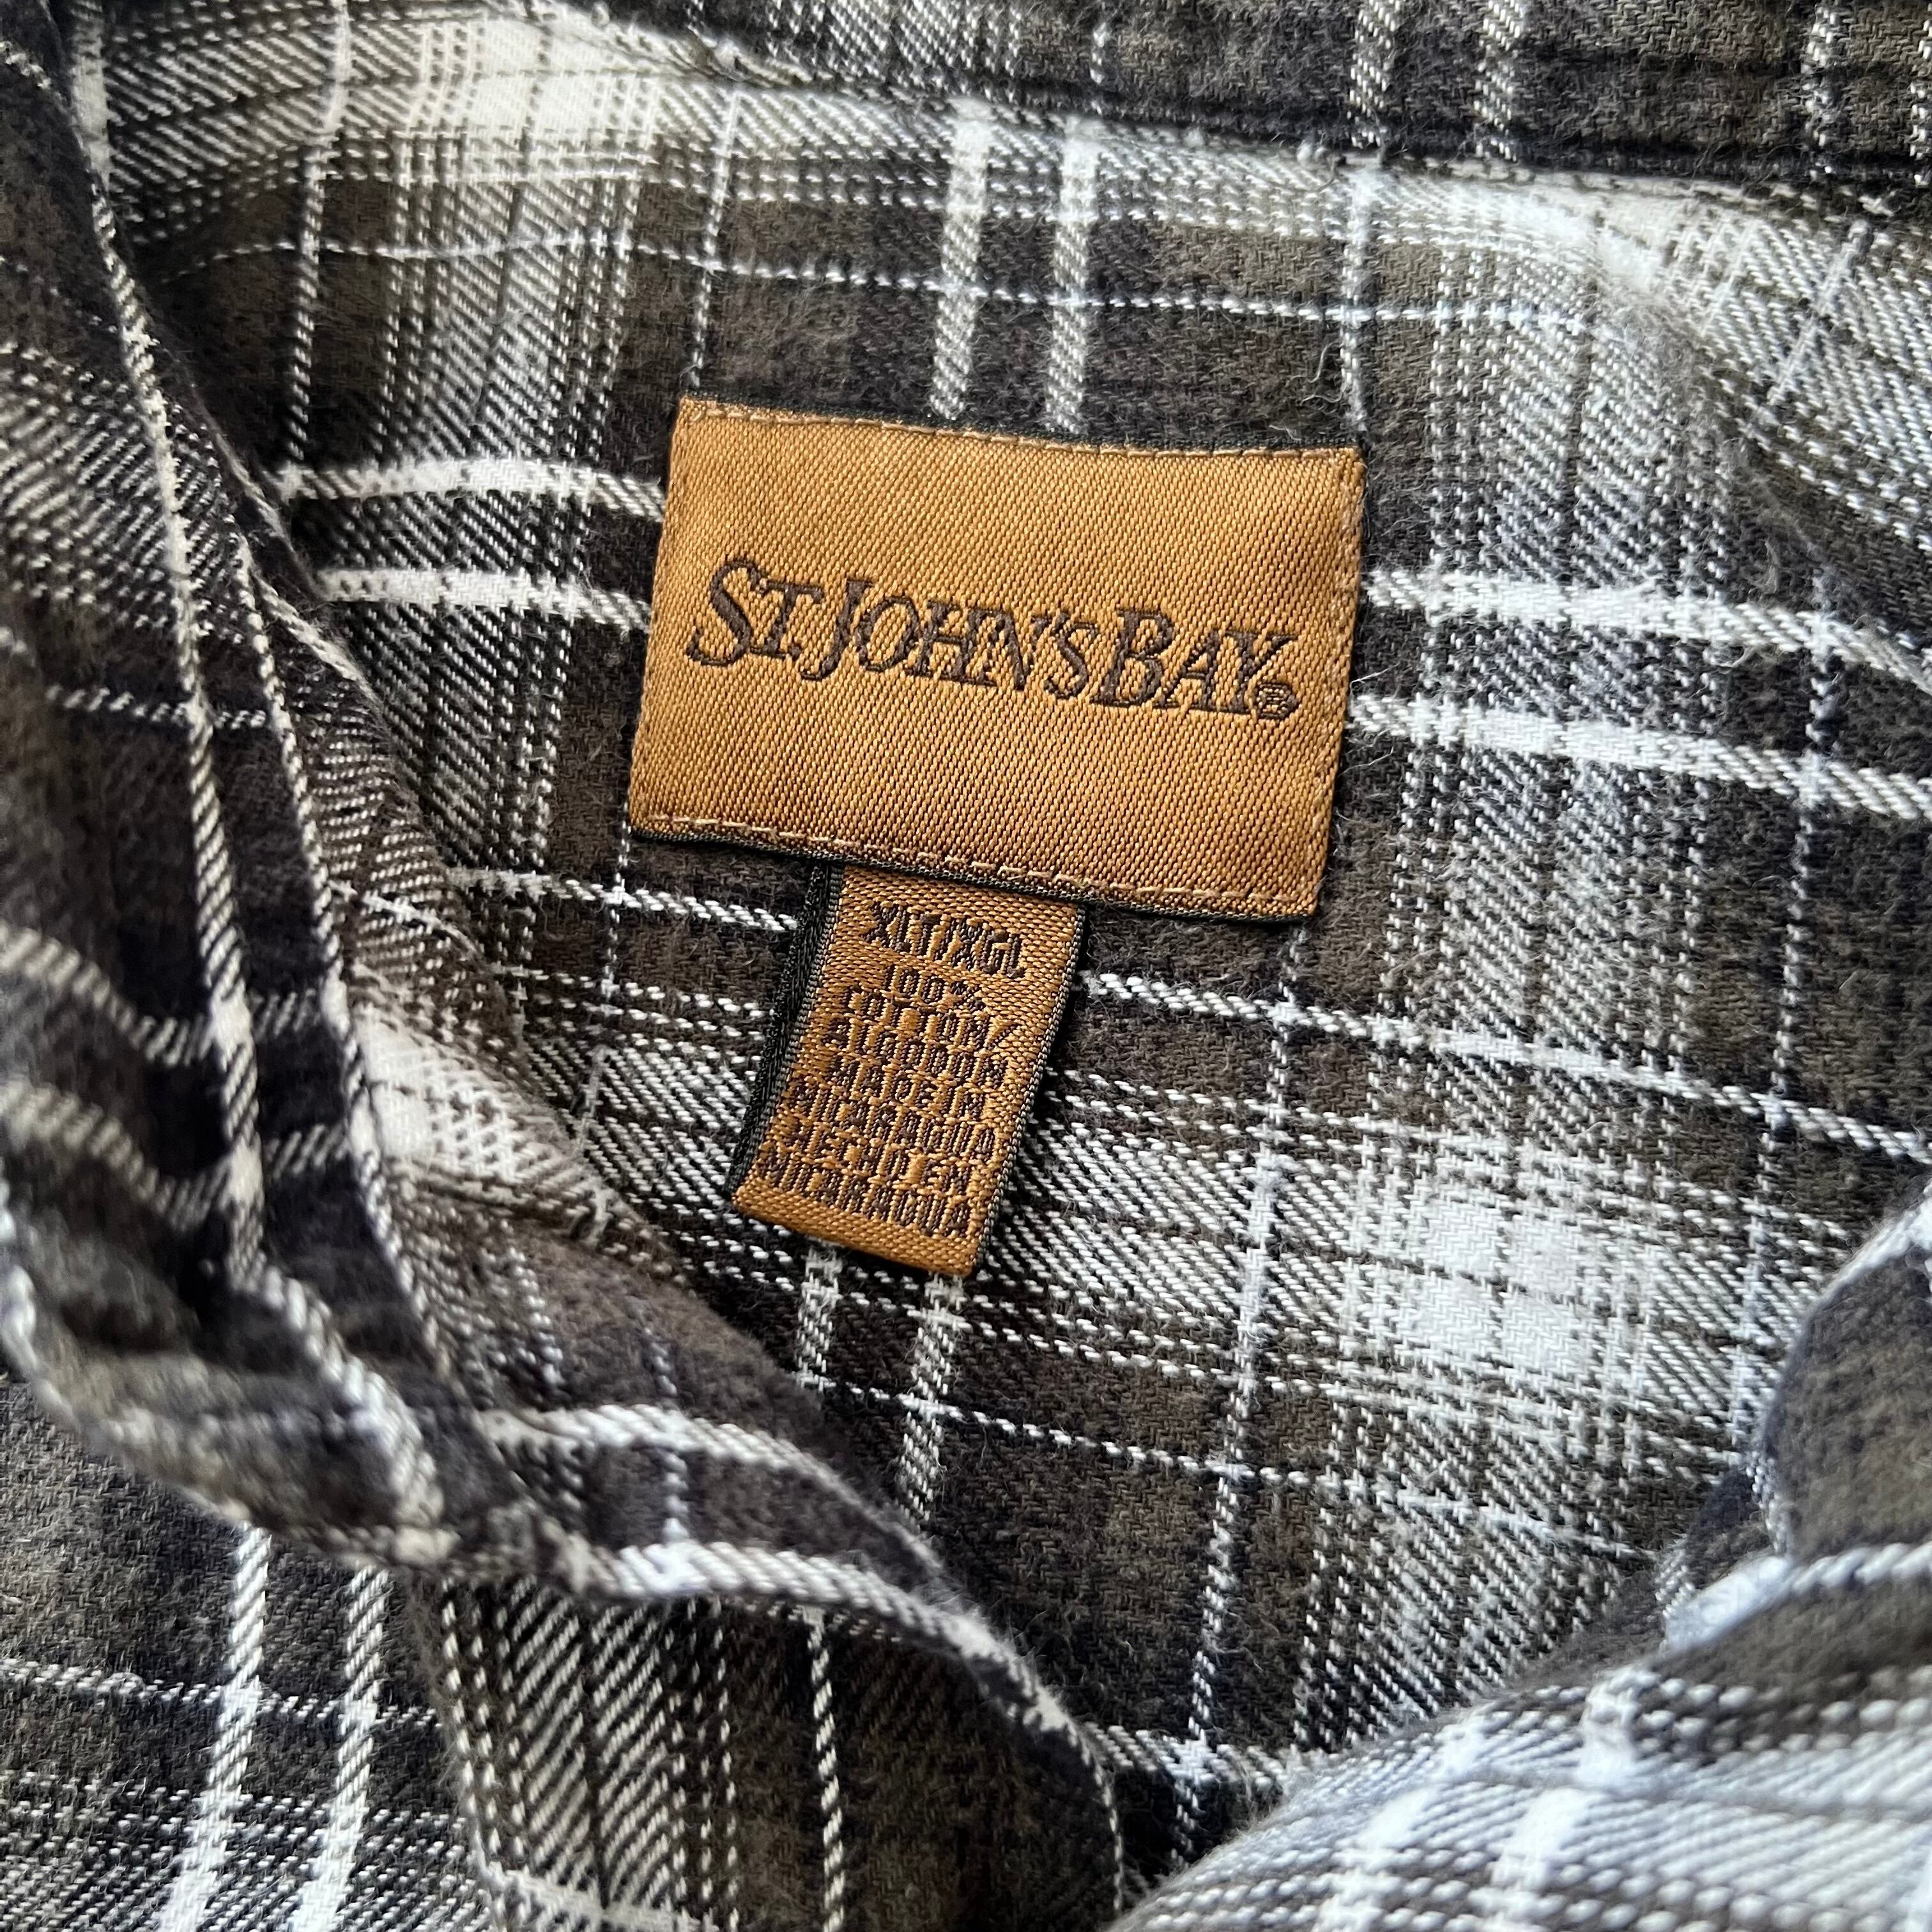 ST. JOHN'S BAY®
XLT/XGL
100%
COTTON/
ALGODON
MADE IN
NICARAGUA
HECHO EN
NICARAGUA